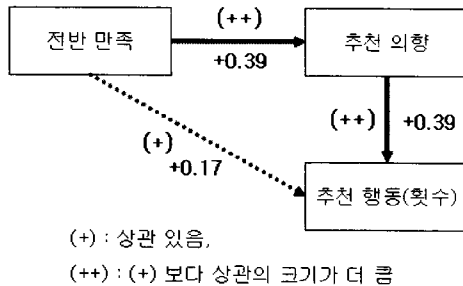 (++)
전반 만족
추천 의향
+0.39
(++)
+0.39
(+)
+0.17
추천 행동(횟수)
(+) : 상관 있음,
(++) : (+) 보다 상관의 크기가 더 큼